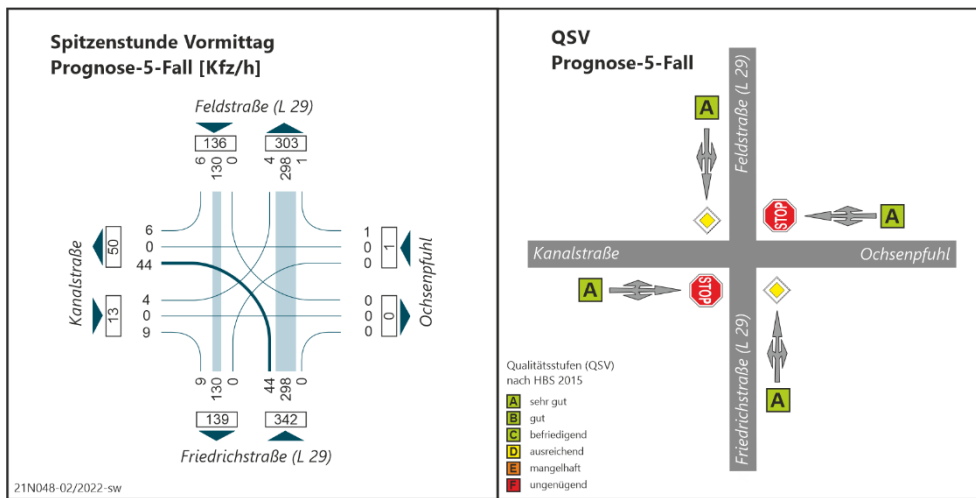 Spitzenstunde Vormittag
Prognose-5-Fall [Kfz/h]
Feldstraße (L 29)
136 303
6 130 0 4 298 1
6
0
44
50
Kanalstraße
4
0
9
13
1
0
0
1
0
0
0
0
Ochsenpfuhl
9 130 0 44 298 0
139 342
Friedrichstraße (L 29)
21N048-02/2022-sw
QSV
Prognose-5-Fall
Feldstraße (L 29)
A
STOP
A
Kanalstraße
Ochsenpfuhl
A
STOP
Friedrichstraße (L 29)
A
Qualitätsstufen (QSV)
nach HBS 2015
A sehr gut
B gut
C befriedigend
D ausreichend
E mangelhaft
F ungenügend